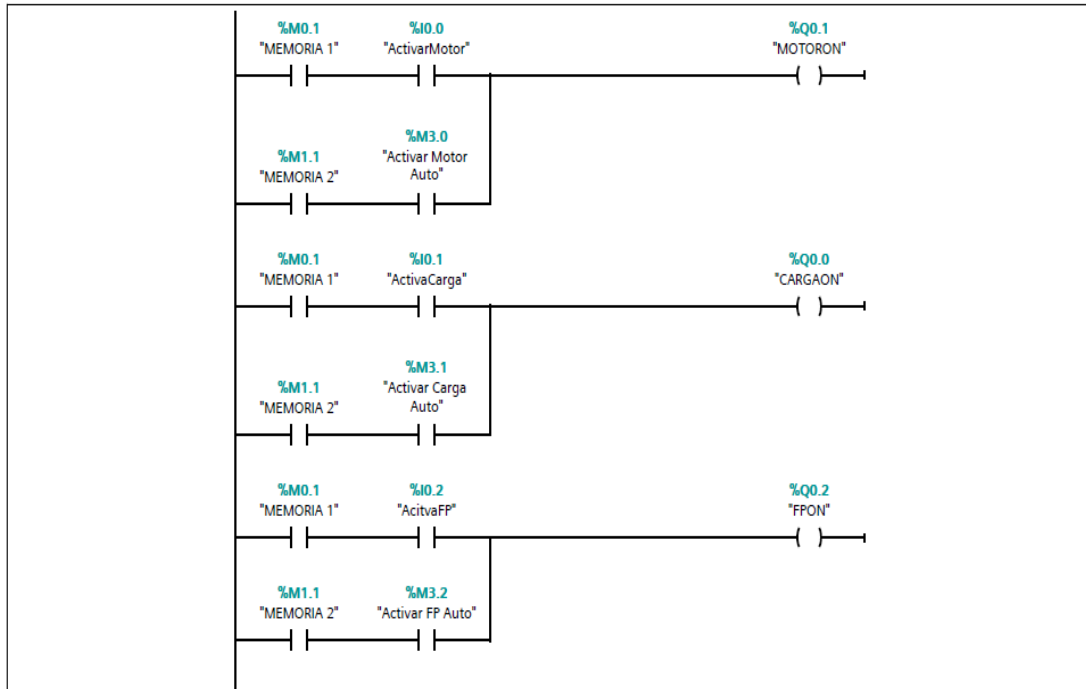 %M0.1 %I0.0 %Q0.1
"MEMORIA 1" "ActivarMotor" "MOTORON"
%M3.0
%M1.1 "Activar Motor
"MEMORIA 2" Auto"
%M0.1 %I0.1 %Q0.0
"MEMORIA 1" "ActivaCarga" "CARGAON"
%M3.1
%M1.1 "Activar Carga
"MEMORIA 2" Auto"
%M0.1 %I0.2 %Q0.2
"MEMORIA 1" "AcitvaFP" "FPON"
%M1.1 %M3.2
"MEMORIA 2" "Activar FP Auto"